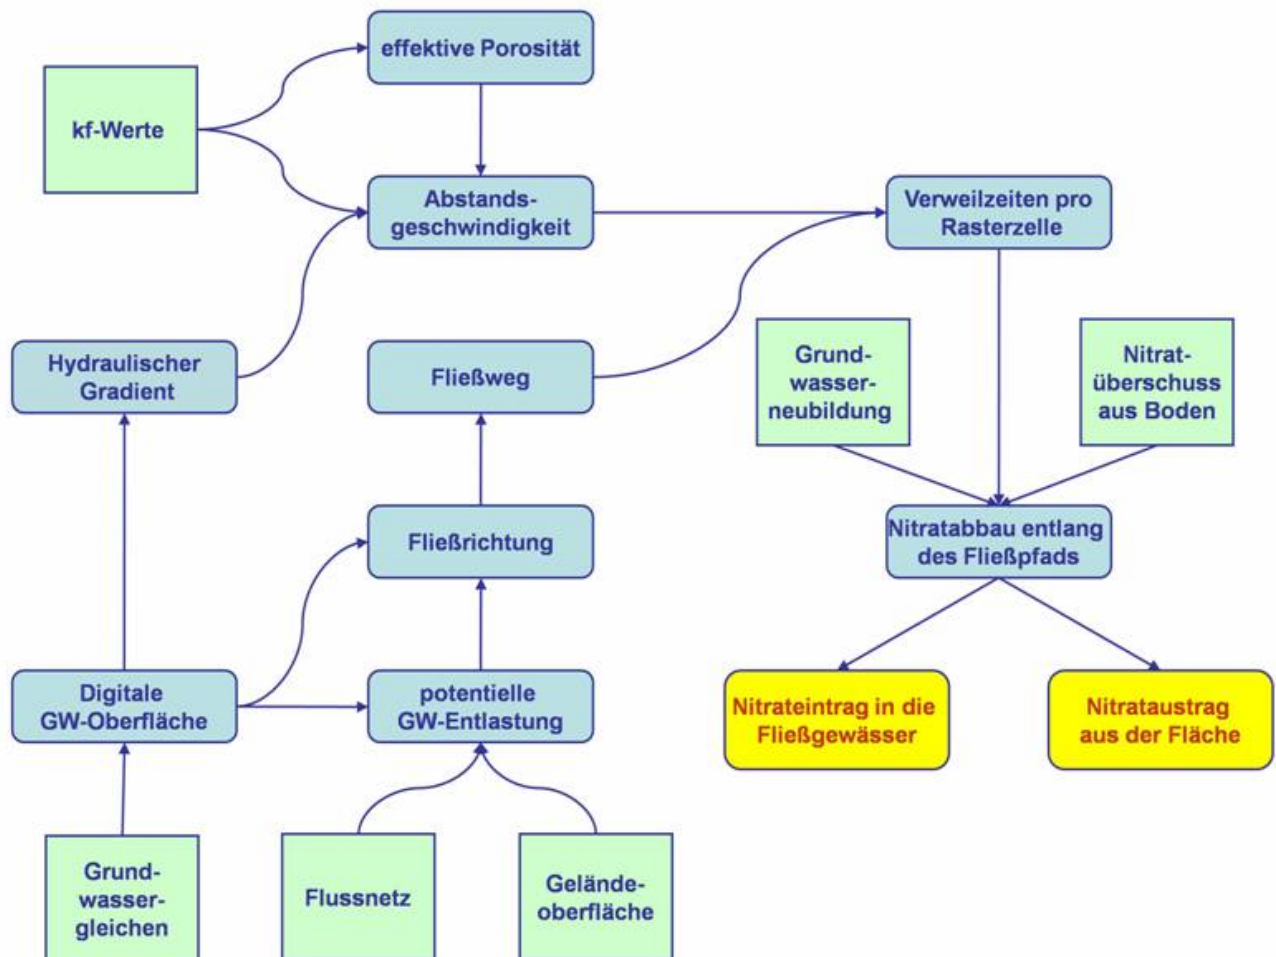 effektive Porosität
kf-Werte
Abstands-
geschwindigkeit
Verweilzeiten pro
Rasterzelle
Hydraulischer
Gradient
Fließweg
Grund-
wasser-
neubildung
Nitrat-
überschuss
aus Boden
Fließrichtung
Nitratabbau entlang
des Fließpfads
Digitale
GW-Oberfläche
potentielle
GW-Entlastung
Nitrateintrag in die
Fließgewässer
Nitrataustrag
aus der Fläche
Grund-
wasser-
gleichen
Flussnetz
Gelände-
oberfläche